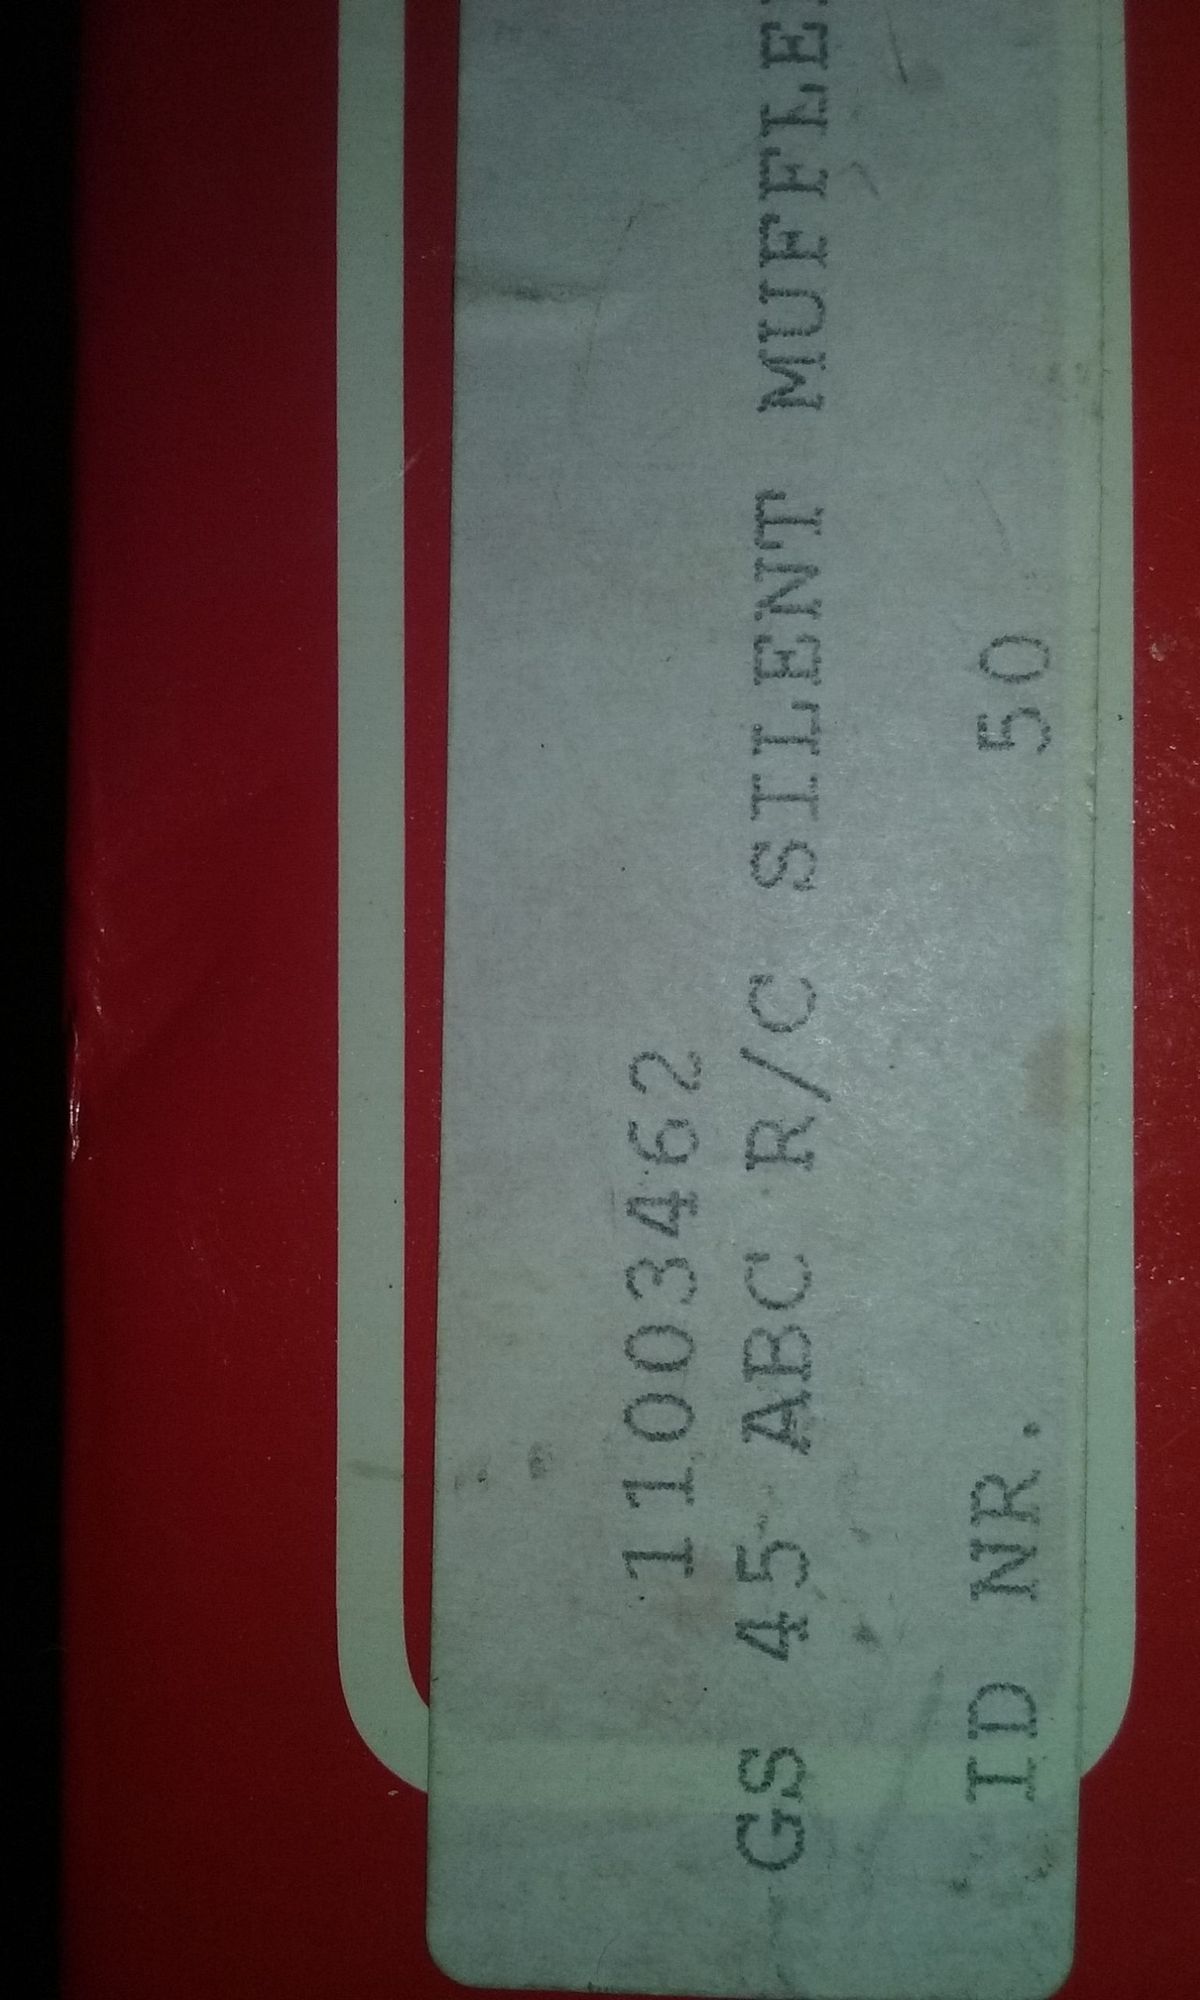 11003462
GS 45 ABC R/C SILENT MUFFLE
ID NR. 50